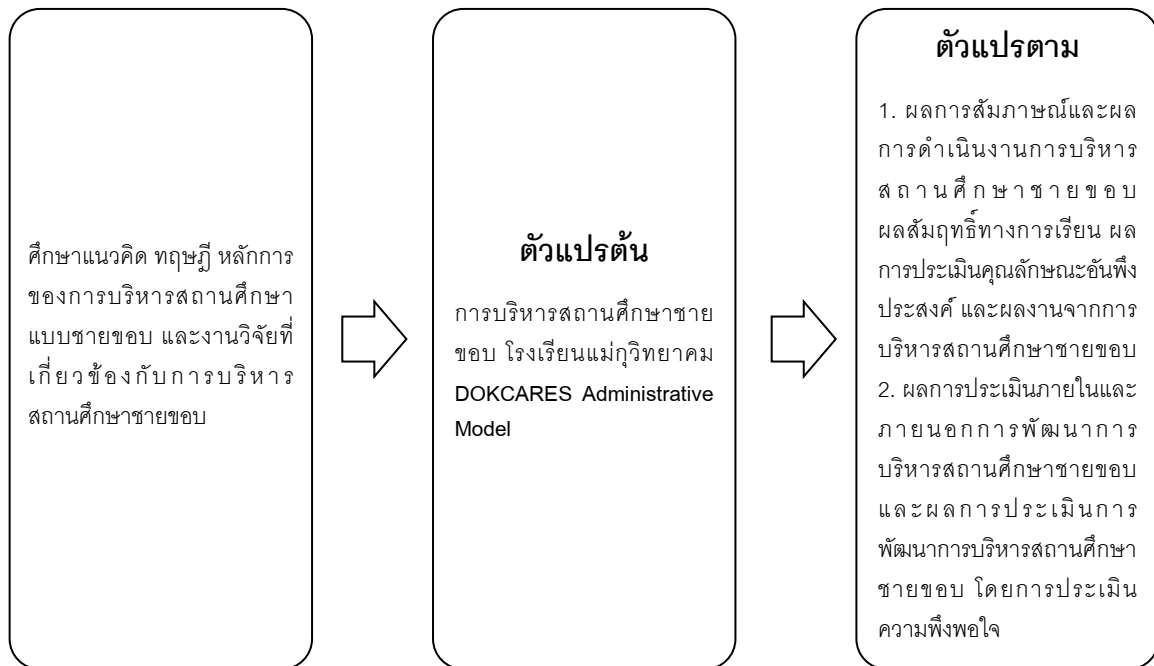 ศึกษาแนวคิด ทฤษฎี หลักการ
ของการบริหารสถานศึกษา
แบบชายขอบ และงานวิจัยที่
เกี่ยวข้องกับการบริหาร
สถานศึกษาชายขอบ
ตัวแปรต้น
การบริหารสถานศึกษาชาย
ขอบ โรงเรียนแม่กุวิทยาคม
DOKCARES Administrative
Model
ตัวแปรตาม
1. ผลการสัมภาษณ์และผล
การดำเนินงานการบริหาร
สถานศึกษาชายขอบ
ผลสัมฤทธิ์ทางการเรียน ผล
การประเมินคุณลักษณะอันพึง
ประสงค์ และผลงานจากการ
บริหารสถานศึกษาชายขอบ
2. ผลการประเมินภายในและ
ภายนอกการพัฒนาการ
บริหารสถานศึกษาชายขอบ
และผลการประเมินการ
พัฒนาการบริหารสถานศึกษา
ชายขอบ โดยการประเมิน
ความพึงพอใจ